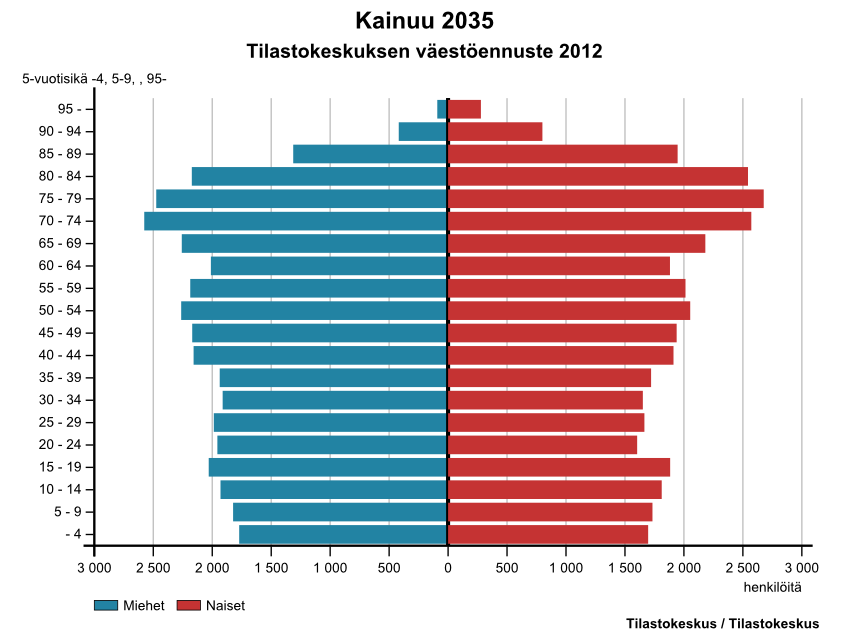 Kainuu 2035
Tilastokeskuksen väestöennuste 2012
5-vuotisikä -4, 5-9, , 95-
95 -
90 - 94
85 - 89
80 - 84
75 - 79
70 - 74
65 - 69
60 - 64
55 - 59
50 - 54
45 - 49
40 - 44
35 - 39
30 - 34
25 - 29
20 - 24
15 - 19
10 - 14
5 - 9
- 4
3 000 2 500 2 000 1 500 1 000 500 0 500 1 000 1 500 2 000 2 500 3 000
henkilöitä
Miehet Naiset
Tilastokeskus / Tilastokeskus